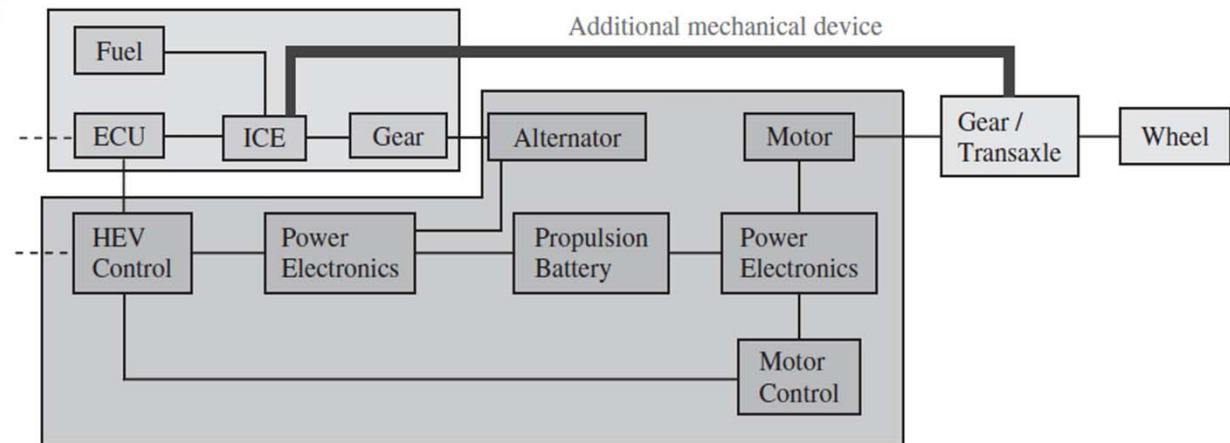 Additional mechanical device
Fuel
ECU
ICE
Gear
Alternator
Motor
Gear /
Transaxle
Wheel
HEV
Control
Power
Electronics
Propulsion
Battery
Power
Electronics
Motor
Control